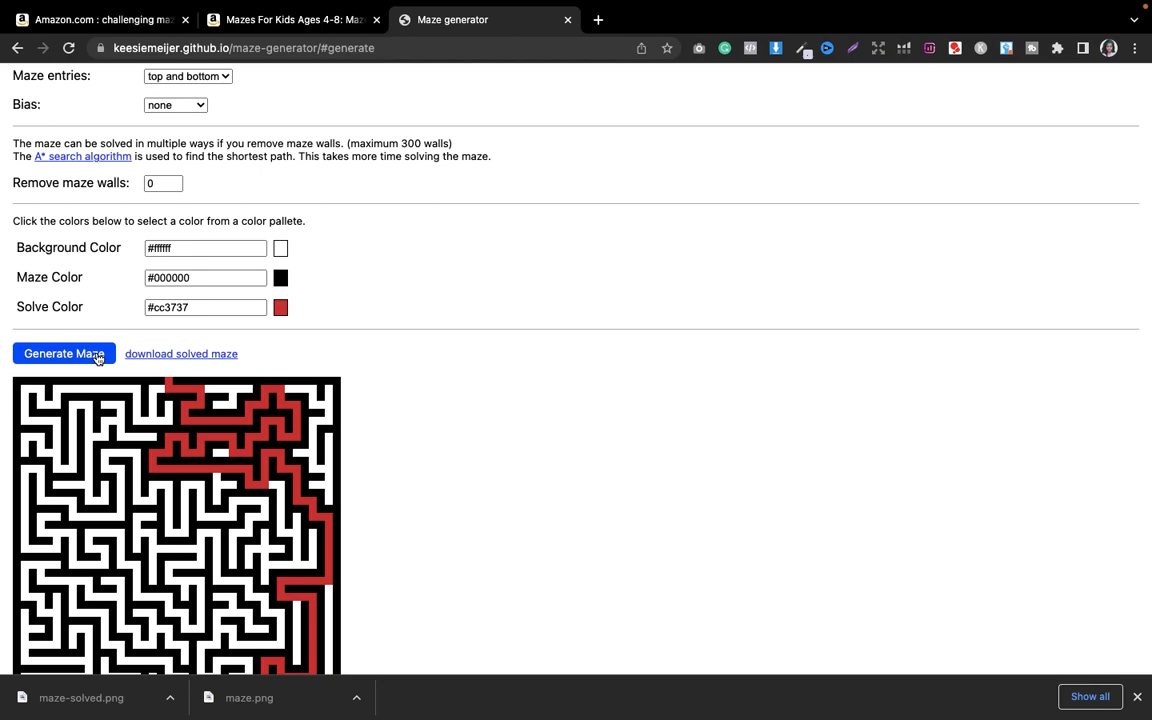 Amazon.com : challenging maz
Mazes For Kids Ages 4-8: Maz
Maze generator
keesiemeijer.github.io/maze-generator/#generate
Maze entries: top and bottom
Bias: none
The maze can be solved in multiple ways if you remove maze walls. (maximum 300 walls)
The A* search algorithm is used to find the shortest path. This takes more time solving the maze.
Remove maze walls: 0
Click the colors below to select a color from a color pallete.
Background Color #ffffff
Maze Color #000000
Solve Color #cc3737
Generate Maze download solved maze
maze-solved.png maze.png Show all